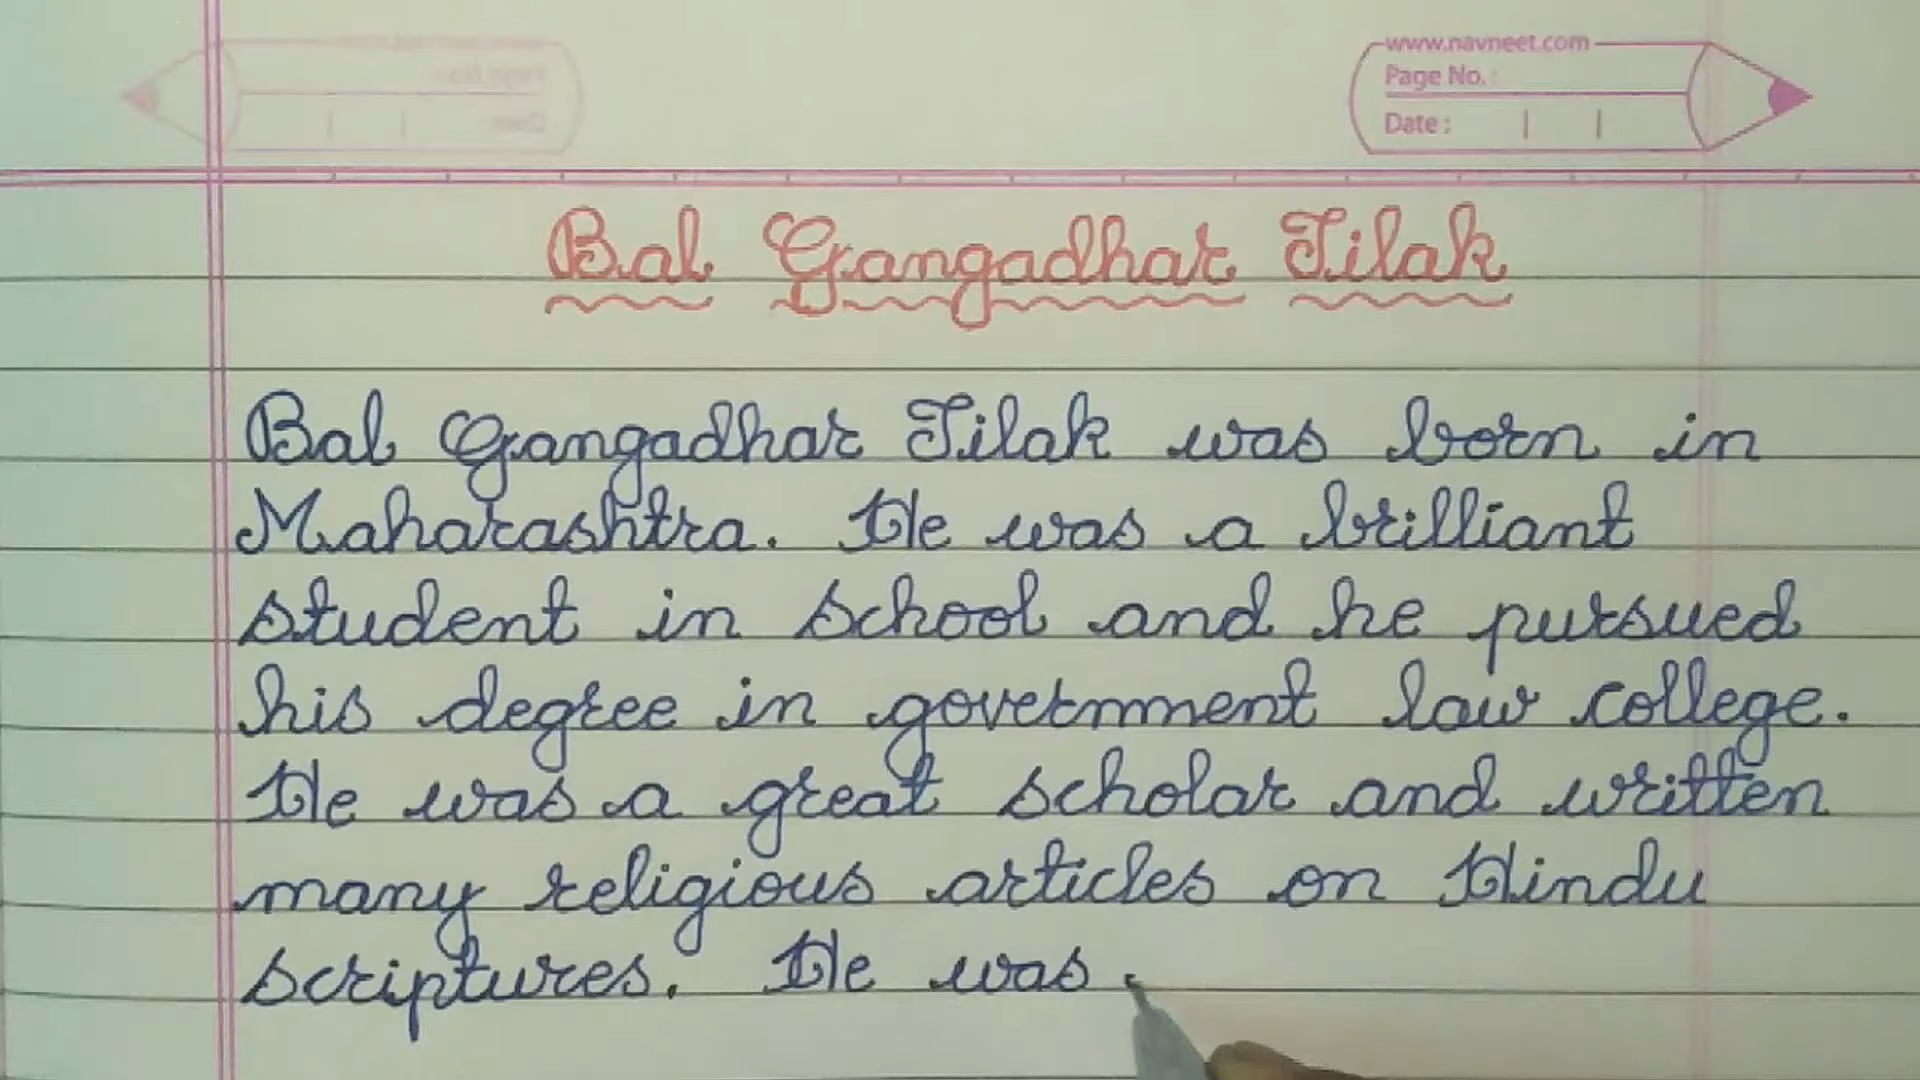 www.navneet.com
Page No. :
Date :
Bal Gangadhar Tilak
Bal Gangadhar Tilak was born in
Maharashtra. He was a brilliant
student in school and he pursued
his degree in government law college.
He was a great scholar and written
many religious articles on Hindu
scriptures. He was